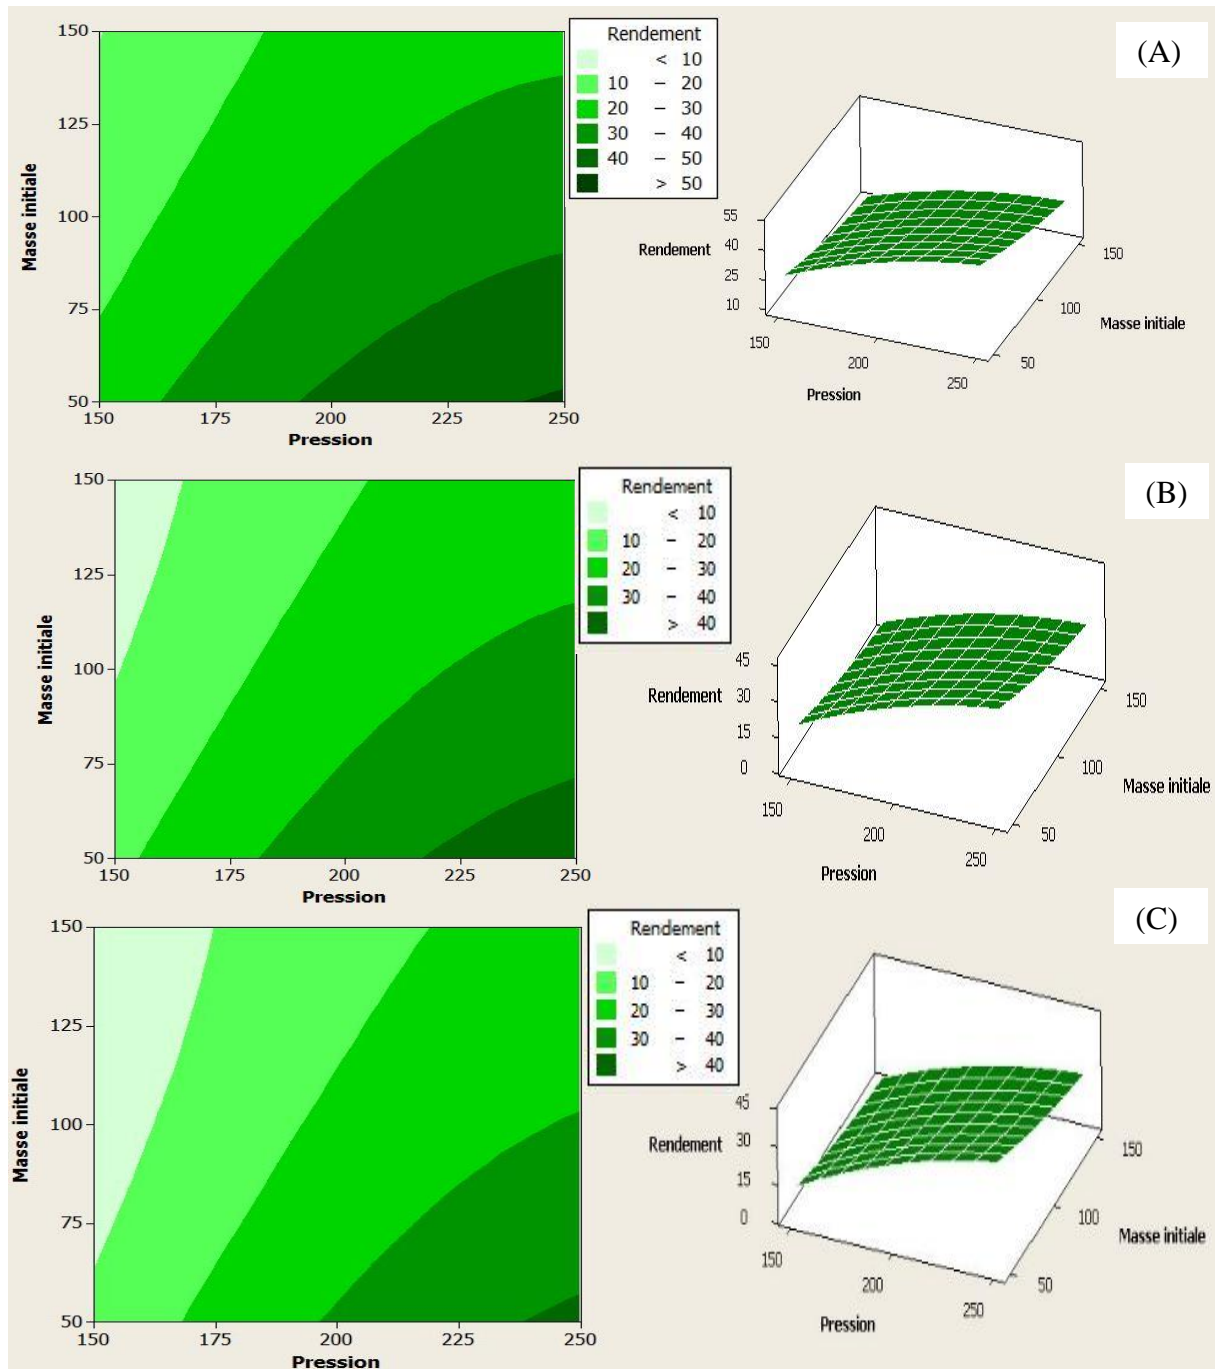 (A)
Rendement
< 10
10 – 20
20 – 30
30 – 40
40 – 50
> 50
150
125
100
75
50
Masse initiale
150 175 200 225 250
Pression
55
40
25
10
Rendement
150
200
250
Pression
50
100
150
Masse initiale
(B)
Rendement
< 10
10 – 20
20 – 30
30 – 40
> 40
150
125
100
75
50
Masse initiale
150 175 200 225 250
Pression
45
30
15
0
Rendement
150
200
250
Pression
50
100
150
Masse initiale
(C)
Rendement
< 10
10 – 20
20 – 30
30 – 40
> 40
150
125
100
75
50
Masse initiale
150 175 200 225 250
Pression
45
30
15
0
Rendement
150
200
250
Pression
50
100
150
Masse initiale